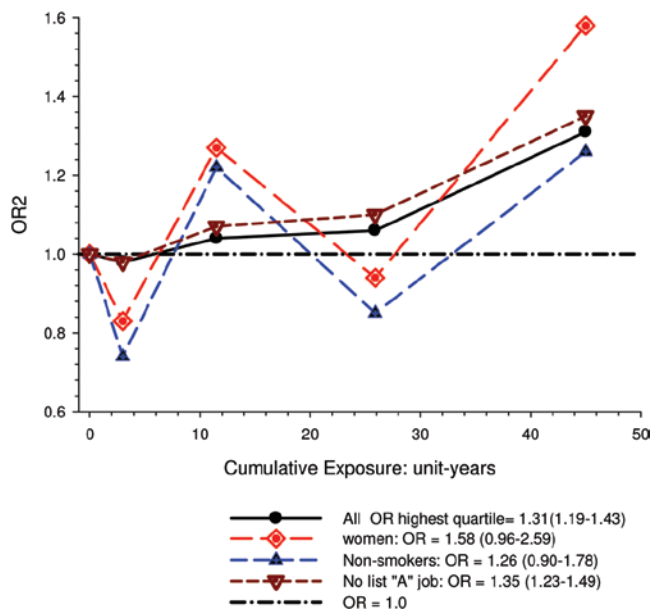 1.6
1.4
1.2
1.0
0.8
0.6
OR2
0 10 20 30 40 50
Cumulative Exposure: unit-years
All OR highest quartile= 1.31(1.19-1.43)
women: OR = 1.58 (0.96-2.59)
Non-smokers: OR = 1.26 (0.90-1.78)
No list "A" job: OR = 1.35 (1.23-1.49)
OR = 1.0